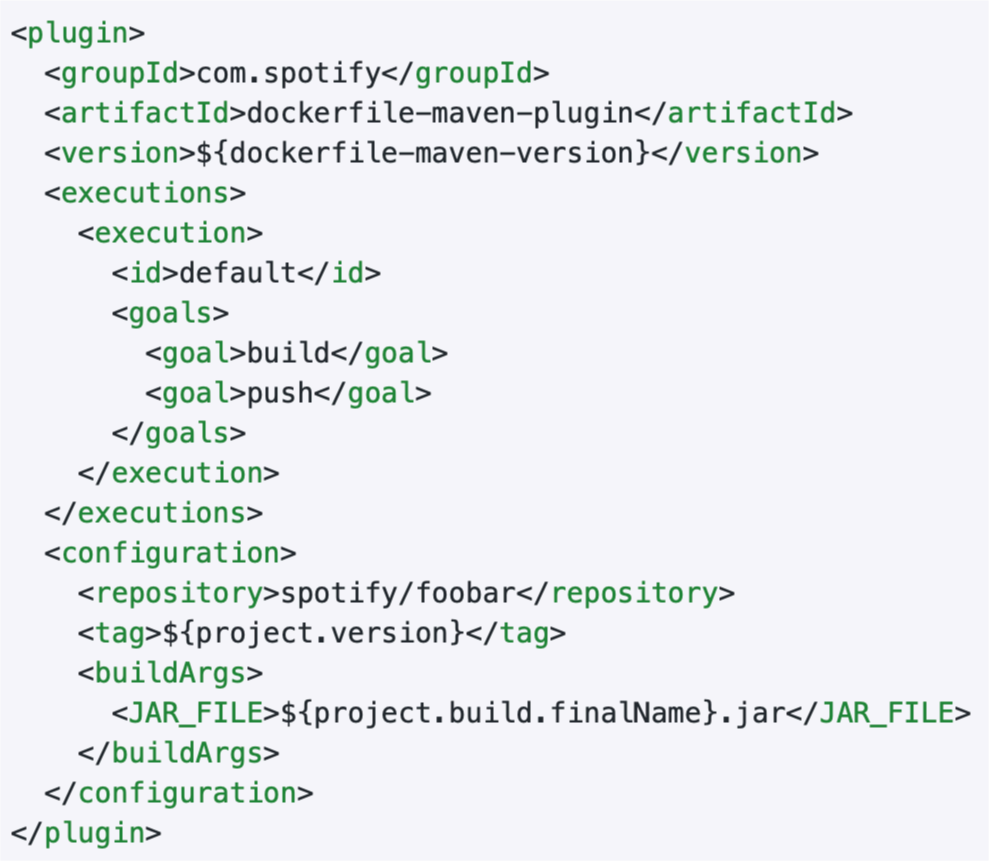 <plugin>
  <groupId>com.spotify</groupId>
  <artifactId>dockerfile-maven-plugin</artifactId>
  <version>${dockerfile-maven-version}</version>
  <executions>
    <execution>
      <id>default</id>
      <goals>
        <goal>build</goal>
        <goal>push</goal>
      </goals>
    </execution>
  </executions>
  <configuration>
    <repository>spotify/foobar</repository>
    <tag>${project.version}</tag>
    <buildArgs>
      <JAR_FILE>${project.build.finalName}.jar</JAR_FILE>
    </buildArgs>
  </configuration>
</plugin>